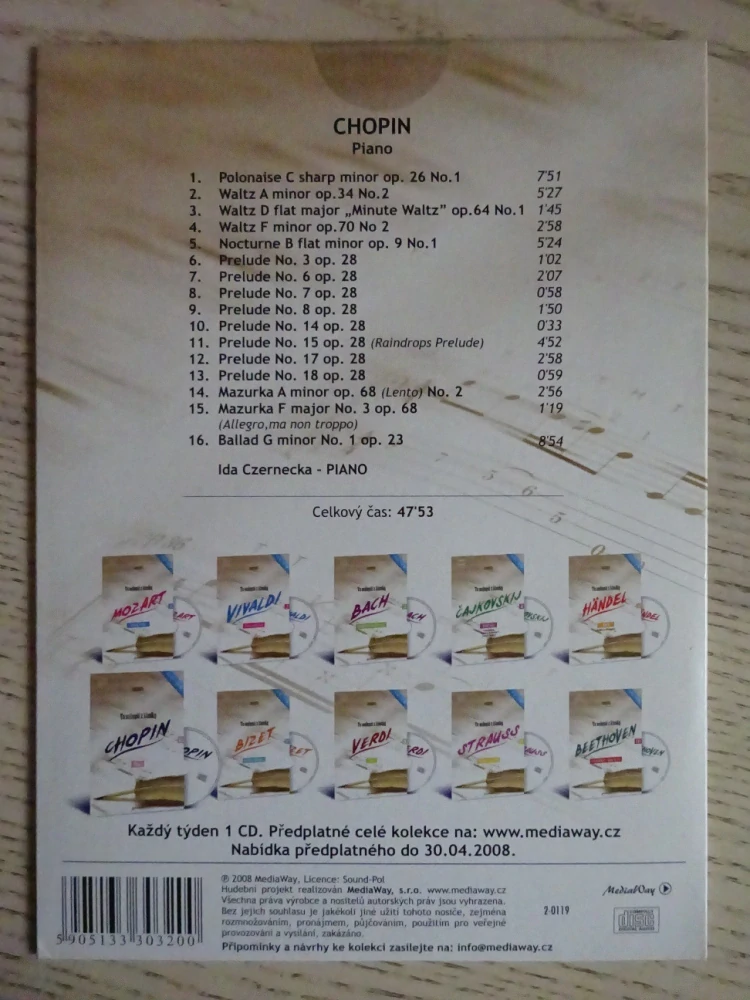 CHOPIN
Piano
1. Polonaise C sharp minor op. 26 No.1 7'51
2. Waltz A minor op.34 No.2 5'27
3. Waltz D flat major „Minute Waltz” op.64 No.1 1'45
4. Waltz F minor op.70 No 2 2'58
5. Nocturne B flat minor op. 9 No.1 5'24
6. Prelude No. 3 op. 28 1'02
7. Prelude No. 6 op. 28 2'07
8. Prelude No. 7 op. 28 0'58
9. Prelude No. 8 op. 28 1'50
10. Prelude No. 14 op. 28 0'33
11. Prelude No. 15 op. 28 (Raindrops Prelude) 4'52
12. Prelude No. 17 op. 28 2'58
13. Prelude No. 18 op. 28 0'59
14. Mazurka A minor op. 68 (Lento) No. 2 2'56
15. Mazurka F major No. 3 op. 68 1'19
(Allegro,ma non troppo)
16. Ballad G minor No. 1 op. 23 8'54
Ida Czernecka - PIANO
Celkový čas: 47'53
MOZART VIVALDI BACH ČAJKOVSKIJ HÄNDEL
CHOPIN BIZET VERDI STRAUSS BEETHOVEN
Každý týden 1 CD. Předplatné celé kolekce na: www.mediaway.cz
Nabídka předplatného do 30.04.2008.
℗ 2008 MediaWay, Licence: Sound-Pol
Hudební projekt realizován MediaWay, s.r.o. www.mediaway.cz
Všechna práva výrobce a nositelů autorských práv jsou vyhrazena.
Bez jejich souhlasu je jakékoli jiné užití tohoto nosiče, zejména
rozmnožováním, pronájmem, půjčováním, použitím pro veřejné
provozování a vysílání, zakázáno.
Připomínky a návrhy ke kolekci zasílejte na: info@mediaway.cz
5 905133 303200
2-0119
MediaWay